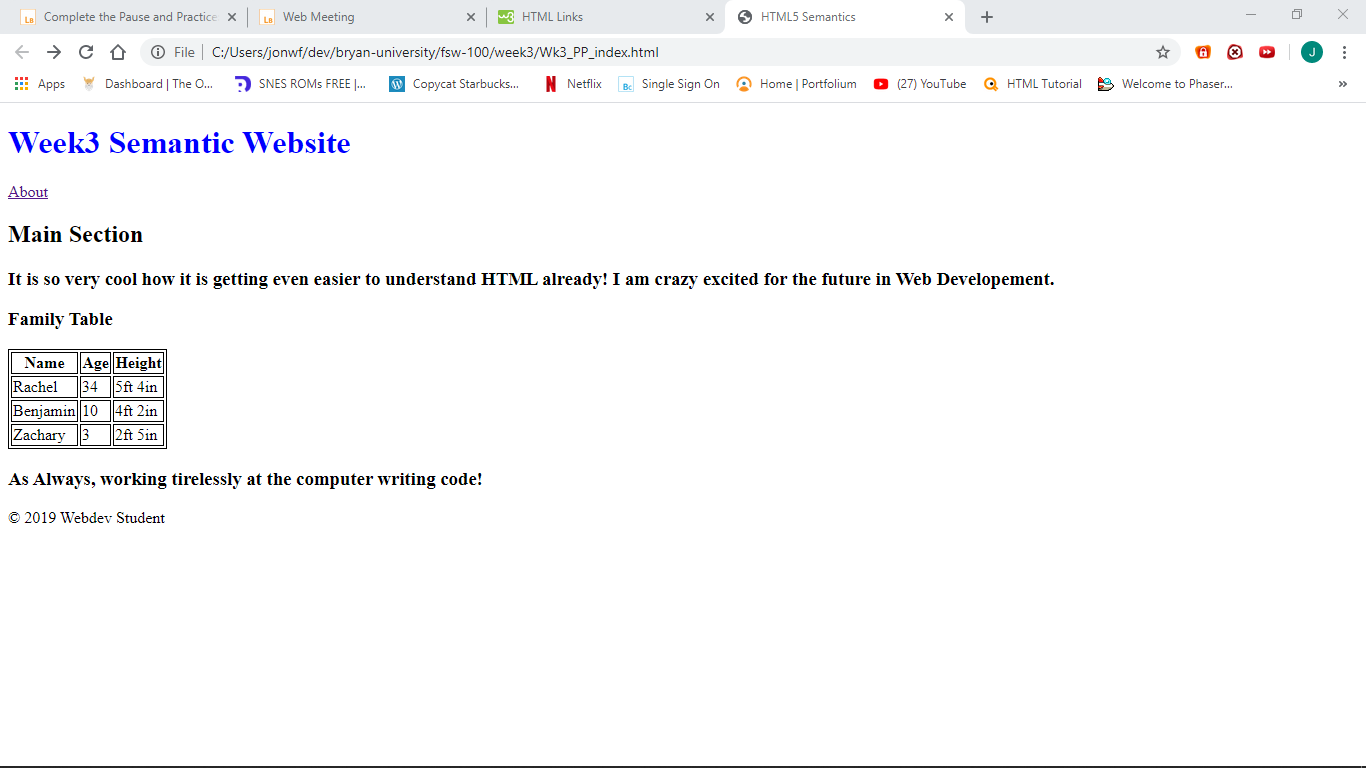 Complete the Pause and Practice
Web Meeting
HTML Links
HTML5 Semantics
File
C:/Users/jonwf/dev/bryan-university/fsw-100/week3/Wk3_PP_index.html
J
Apps
Dashboard | The O...
SNES ROMs FREE |...
Copycat Starbucks...
Netflix
Single Sign On
Home | Portfolium
(27) YouTube
HTML Tutorial
Welcome to Phaser...
Week3 Semantic Website
About
Main Section
It is so very cool how it is getting even easier to understand HTML already! I am crazy excited for the future in Web Developement.
Family Table
Name Age Height
Rachel 34 5ft 4in
Benjamin 10 4ft 2in
Zachary 3 2ft 5in
As Always, working tirelessly at the computer writing code!
© 2019 Webdev Student